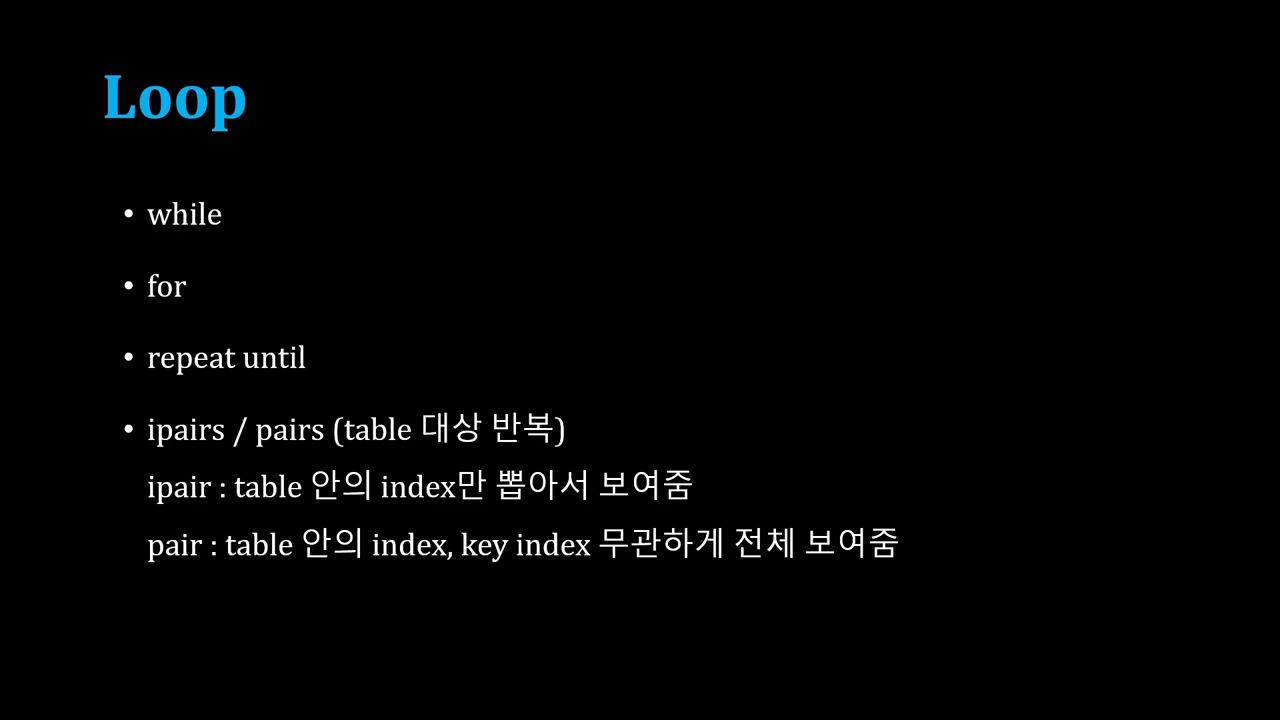 Loop
• while
• for
• repeat until
• ipairs / pairs (table 대상 반복)
ipair : table 안의 index만 뽑아서 보여줌
pair : table 안의 index, key index 무관하게 전체 보여줌